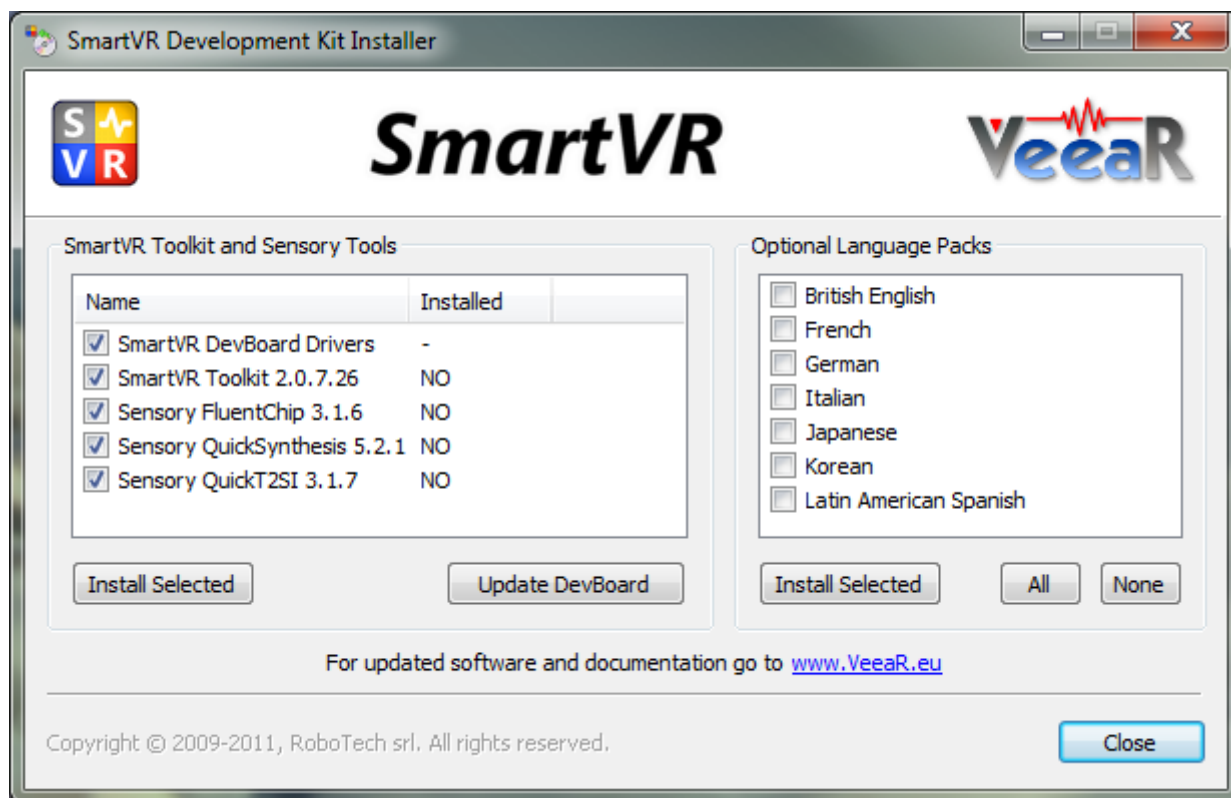 SmartVR Development Kit Installer
S
V R
SmartVR
VeeaR
SmartVR Toolkit and Sensory Tools
Name Installed
SmartVR DevBoard Drivers -
SmartVR Toolkit 2.0.7.26 NO
Sensory FluentChip 3.1.6 NO
Sensory QuickSynthesis 5.2.1 NO
Sensory QuickT2SI 3.1.7 NO
Install Selected Update DevBoard
Optional Language Packs
British English
French
German
Italian
Japanese
Korean
Latin American Spanish
Install Selected All None
For updated software and documentation go to www.VeeaR.eu
Copyright © 2009-2011, RoboTech srl. All rights reserved.
Close